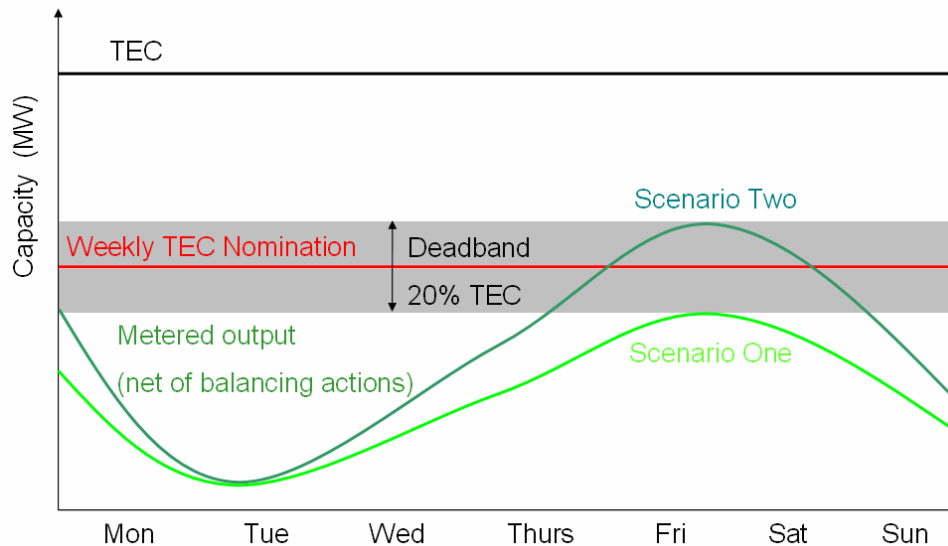 TEC
Capacity (MW)
Scenario Two
Weekly TEC Nomination
Deadband
20% TEC
Metered output
(net of balancing actions)
Scenario One
Mon Tue Wed Thurs Fri Sat Sun